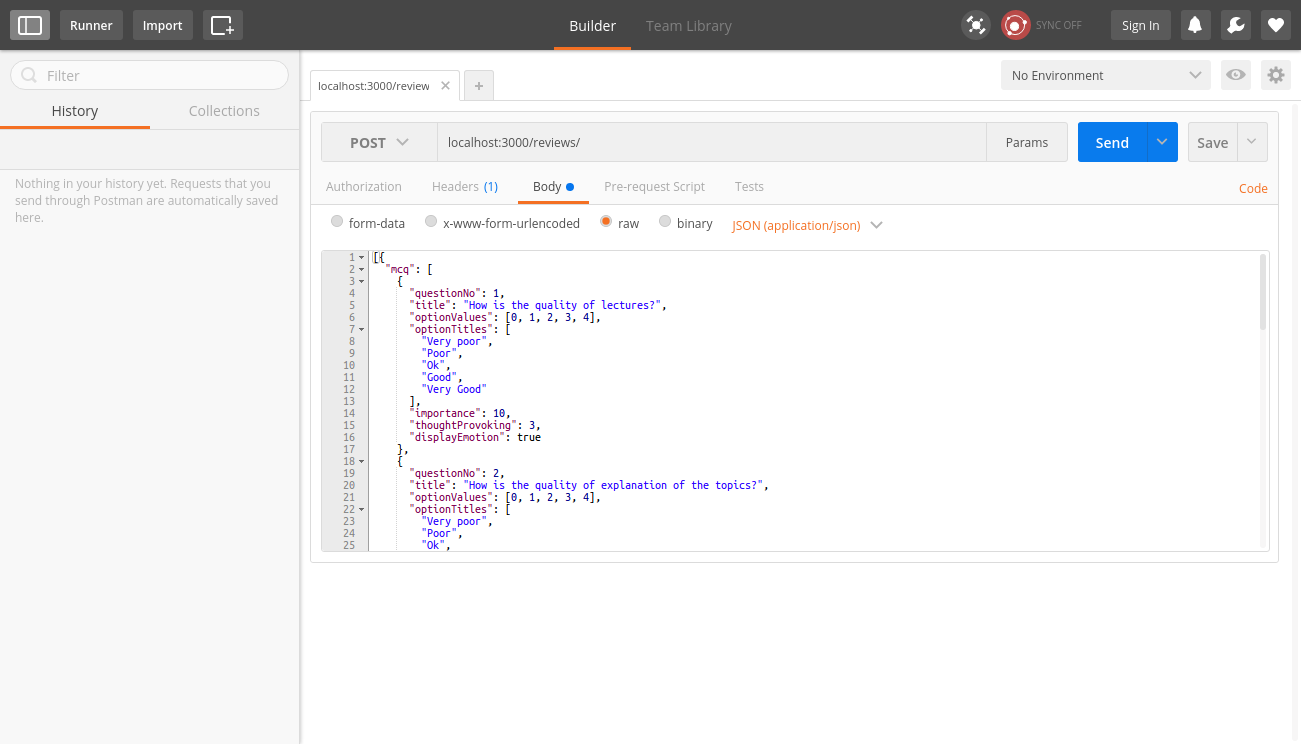 Runner Import Builder Team Library SYNC OFF Sign In
Filter
History Collections
Nothing in your history yet. Requests that you
send through Postman are automatically saved
here.
localhost:3000/review ✕ +
No Environment
POST localhost:3000/reviews/ Params Send Save
Authorization Headers (1) Body Pre-request Script Tests Code
form-data x-www-form-urlencoded raw binary JSON (application/json)
1 [{
2 "mcq": [
3 {
4 "questionNo": 1,
5 "title": "How is the quality of lectures?",
6 "optionValues": [0, 1, 2, 3, 4],
7 "optionTitles": [
8 "Very poor",
9 "Poor",
10 "Ok",
11 "Good",
12 "Very Good"
13 ],
14 "importance": 10,
15 "thoughtProvoking": 3,
16 "displayEmotion": true
17 },
18 {
19 "questionNo": 2,
20 "title": "How is the quality of explanation of the topics?",
21 "optionValues": [0, 1, 2, 3, 4],
22 "optionTitles": [
23 "Very poor",
24 "Poor",
25 "Ok",